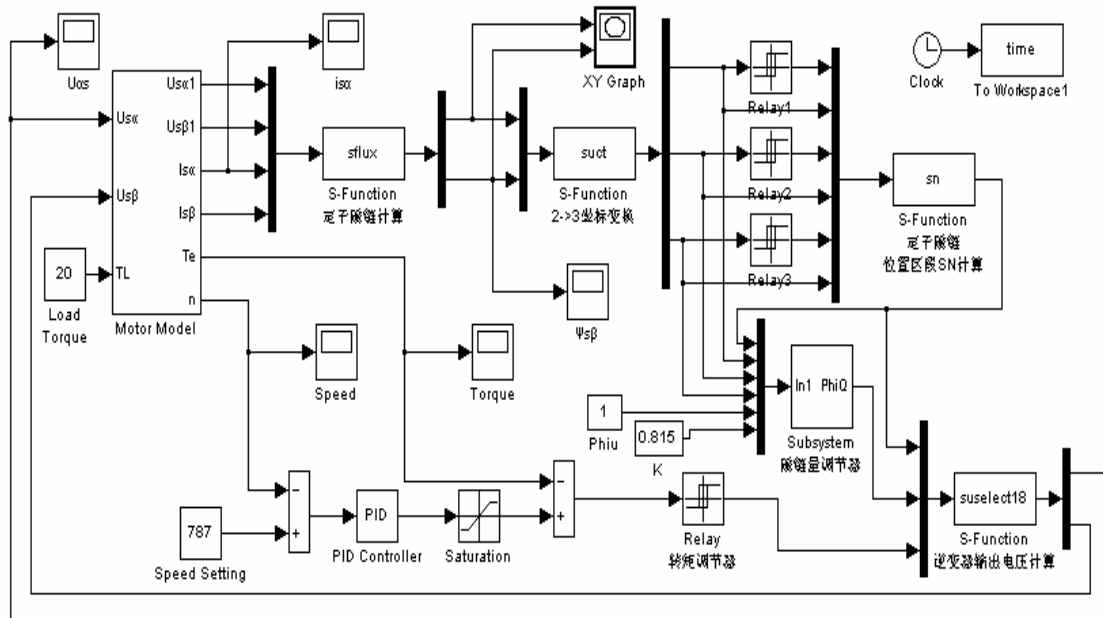 Uαs
isα
XY Graph
Clock
time
To Workspace1
Usα
Usβ
TL
Usα1
Usβ1
Isα
Isβ
Te
n
Motor Model
20
Load
Torque
sflux
S-Function
定子磁链计算
suct
S-Function
2->3坐标变换
Relay1
Relay2
Relay3
sn
S-Function
定子磁链
位置区段SN计算
Ψsβ
Speed
Torque
1
Phiu
0.815
K
In1 PhiQ
Subsystem
磁链量调节器
787
Speed Setting
−
+
PID
PID Controller
Saturation
−
+
Relay
转矩调节器
suselect18
S-Function
逆变器输出电压计算